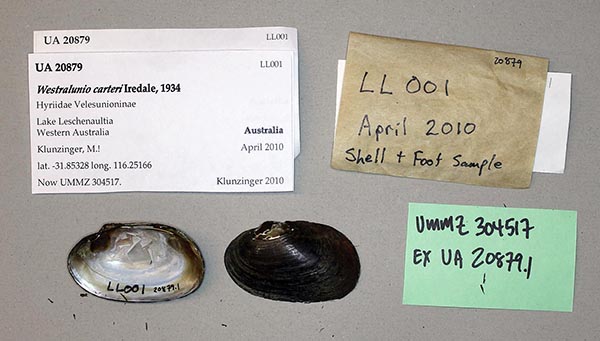 UA 20879 LL001
UA 20879 LL001
Westralunio carteri Iredale, 1934
Hyriidae Velesunioninae
Lake Leschenaultia
Western Australia Australia
Klunzinger, M.! April 2010
lat. -31.85328 long. 116.25166
Now UMMZ 304517. Klunzinger 2010
20879
LL 001
April 2010
Shell + Foot Sample
LL001 20879.1
UMMZ 304517
EX UA 20879.1